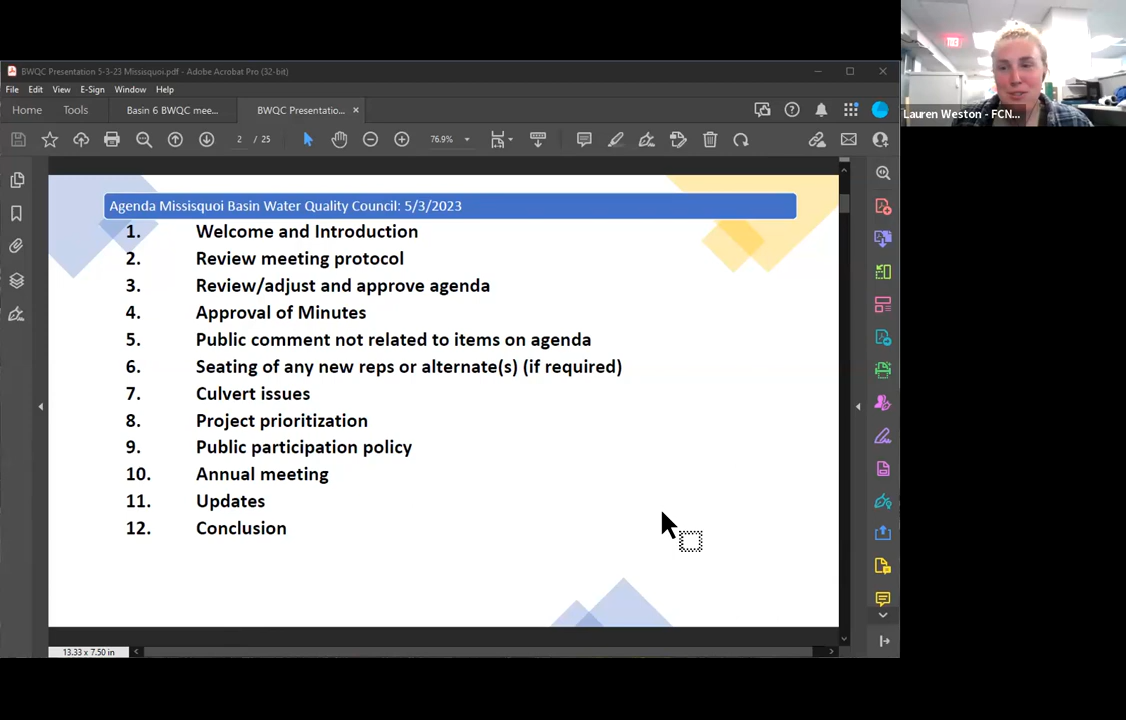 BWQC Presentation 5-3-23 Missisquoi.pdf - Adobe Acrobat Pro (32-bit)
File Edit View E-Sign Window Help
Home Tools Basin 6 BWQC mee... BWQC Presentatio... ×
2 / 25 76.9%
Agenda Missisquoi Basin Water Quality Council: 5/3/2023
1. Welcome and Introduction
2. Review meeting protocol
3. Review/adjust and approve agenda
4. Approval of Minutes
5. Public comment not related to items on agenda
6. Seating of any new reps or alternate(s) (if required)
7. Culvert issues
8. Project prioritization
9. Public participation policy
10. Annual meeting
11. Updates
12. Conclusion
13.33 x 7.50 in
EXIT
Lauren Weston - FCN...